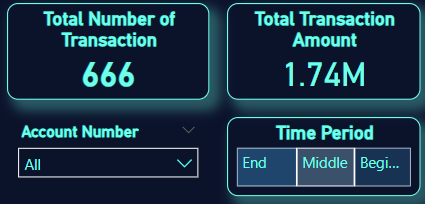 Total Number of
Transaction
666
Total Transaction
Amount
1.74M
Account Number
All
Time Period
End
Middle
Begi...